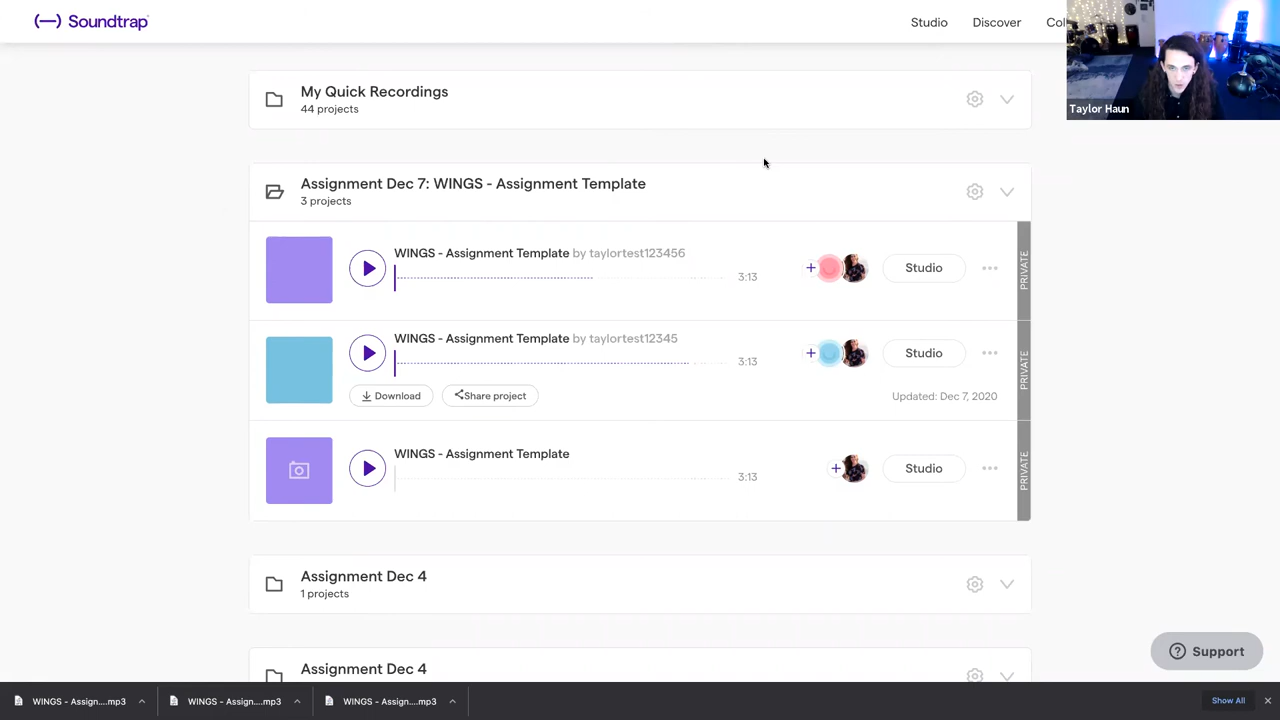 Soundtrap
Studio
Discover
Col
Taylor Haun
My Quick Recordings
44 projects
Assignment Dec 7: WINGS - Assignment Template
3 projects
WINGS - Assignment Template by taylortest123456
3:13
Studio
PRIVATE
WINGS - Assignment Template by taylortest12345
3:13
Studio
Download
Share project
Updated: Dec 7, 2020
PRIVATE
WINGS - Assignment Template
3:13
Studio
PRIVATE
Assignment Dec 4
1 projects
Assignment Dec 4
Support
WINGS - Assign....mp3
WINGS - Assign....mp3
WINGS - Assign....mp3
Show All